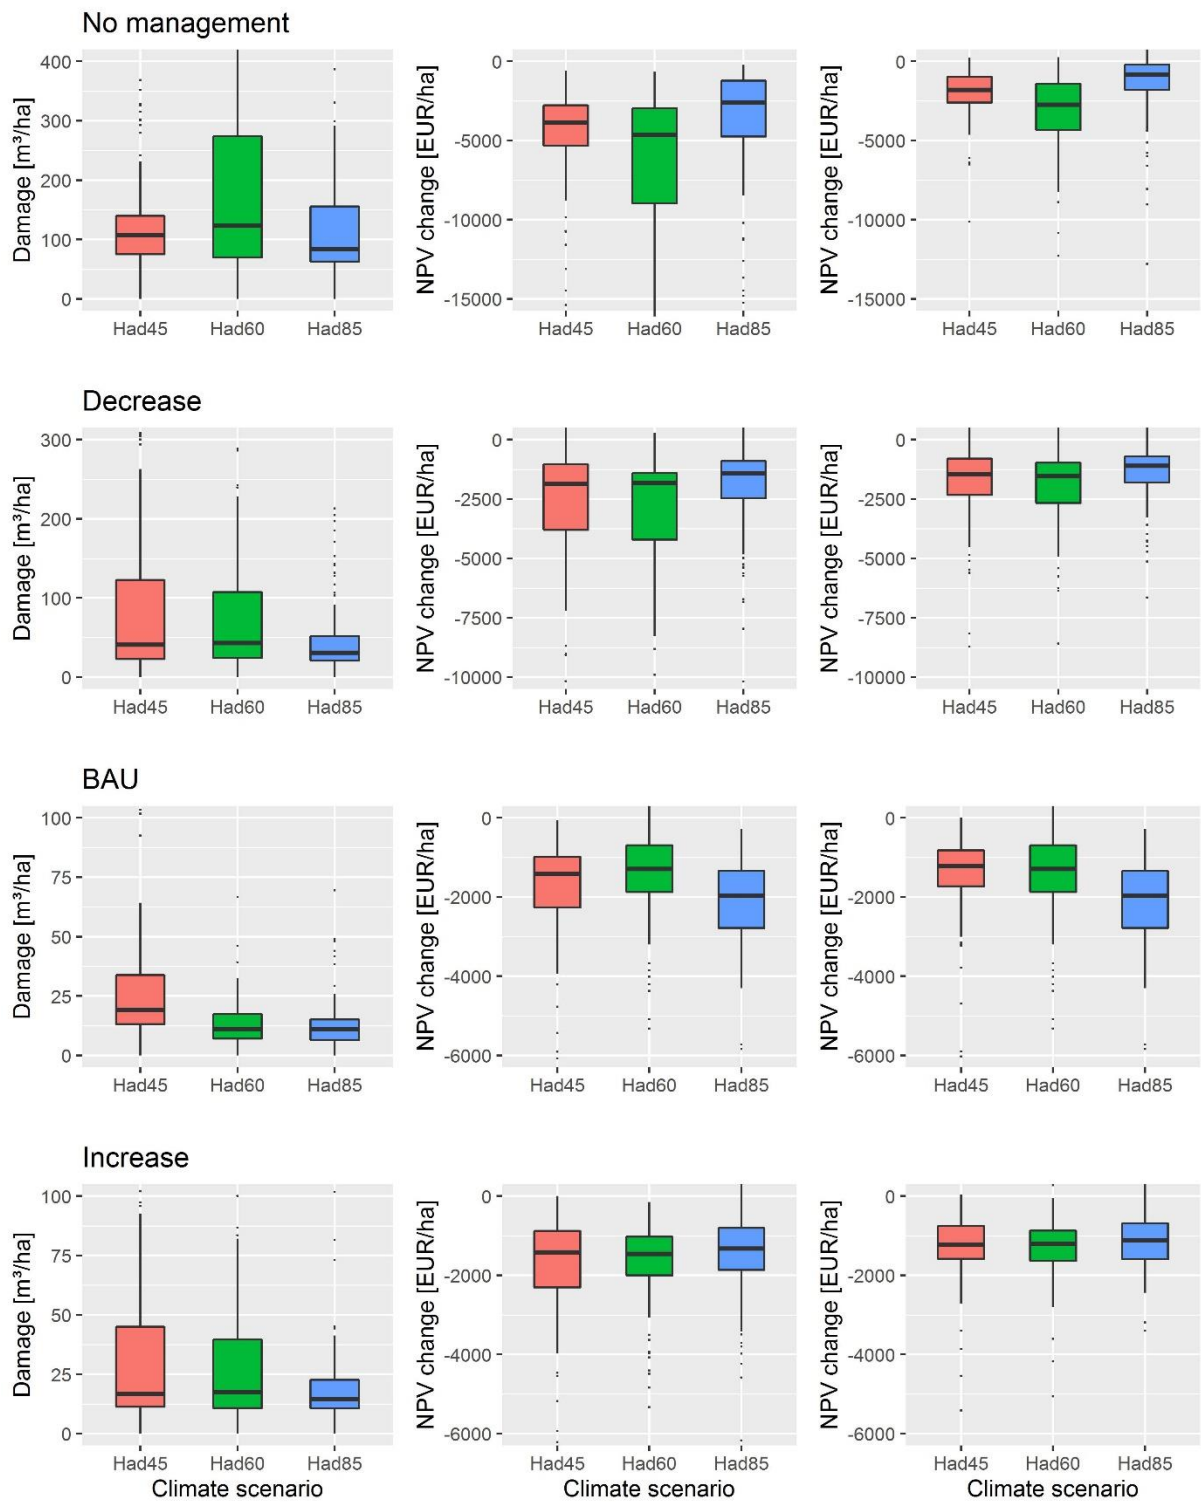 No management
Damage [m³/ha]
400
300
200
100
0
Had45 Had60 Had85
NPV change [EUR/ha]
0
-5000
-10000
-15000
Had45 Had60 Had85
NPV change [EUR/ha]
0
-5000
-10000
-15000
Had45 Had60 Had85
Decrease
Damage [m³/ha]
300
200
100
0
Had45 Had60 Had85
NPV change [EUR/ha]
0
-2500
-5000
-7500
-10000
Had45 Had60 Had85
NPV change [EUR/ha]
0
-2500
-5000
-7500
-10000
Had45 Had60 Had85
BAU
Damage [m³/ha]
100
75
50
25
0
Had45 Had60 Had85
NPV change [EUR/ha]
0
-2000
-4000
-6000
Had45 Had60 Had85
NPV change [EUR/ha]
0
-2000
-4000
-6000
Had45 Had60 Had85
Increase
Damage [m³/ha]
100
75
50
25
0
Had45 Had60 Had85
Climate scenario
NPV change [EUR/ha]
0
-2000
-4000
-6000
Had45 Had60 Had85
Climate scenario
NPV change [EUR/ha]
0
-2000
-4000
-6000
Had45 Had60 Had85
Climate scenario